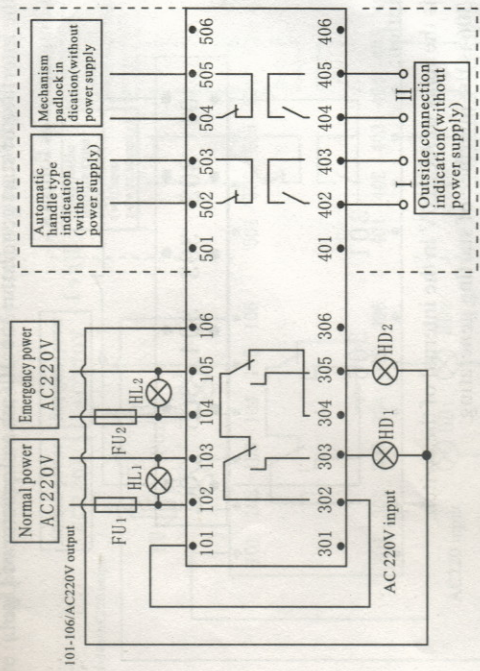 Mechanism
padlock in
dication(without
power supply
Automatic
handle type
indication
(without
power supply)
Emergency power
AC220V
Normal power
AC220V
101-106/AC220V output
FU1
HL1
FU2
HL2
101
102
103
104
105
106
501
502
503
504
505
506
301
302
303
304
305
306
401
402
403
404
405
406
AC 220V input
HD1
HD2
I
II
Outside connection
indication(without
power supply)